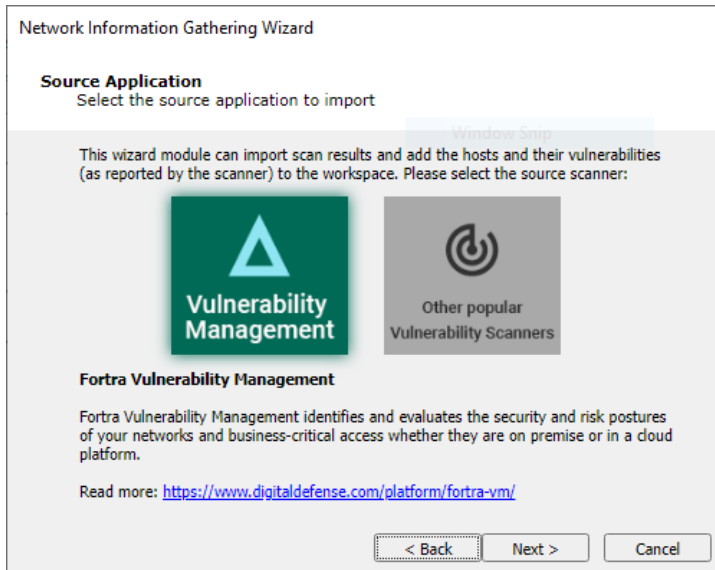 Network Information Gathering Wizard
Source Application
Select the source application to import
Window Snip
This wizard module can import scan results and add the hosts and their vulnerabilities
(as reported by the scanner) to the workspace. Please select the source scanner:
Vulnerability
Management
Other popular
Vulnerability Scanners
Fortra Vulnerability Management
Fortra Vulnerability Management identifies and evaluates the security and risk postures
of your networks and business-critical access whether they are on premise or in a cloud
platform.
Read more: https://www.digitaldefense.com/platform/fortra-vm/
< Back
Next >
Cancel